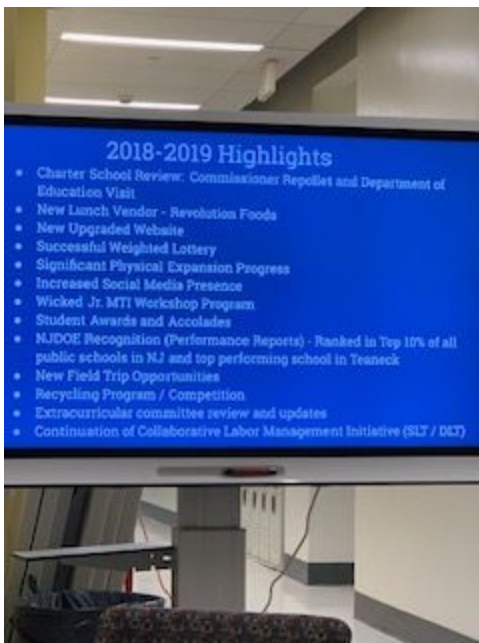 2018-2019 Highlights
• Charter School Review: Commissioner Repollet and Department of
Education Visit
• New Lunch Vendor - Revolution Foods
• New Upgraded Website
• Successful Weighted Lottery
• Significant Physical Expansion Progress
• Increased Social Media Presence
• Wicked Jr. MTI Workshop Program
• Student Awards and Accolades
• NJDOE Recognition (Performance Reports) - Ranked in Top 10% of all
public schools in NJ and top performing school in Teaneck
• New Field Trip Opportunities
• Recycling Program / Competition
• Extracurricular committee review and updates
• Continuation of Collaborative Labor Management Initiative (SLT / DLT)